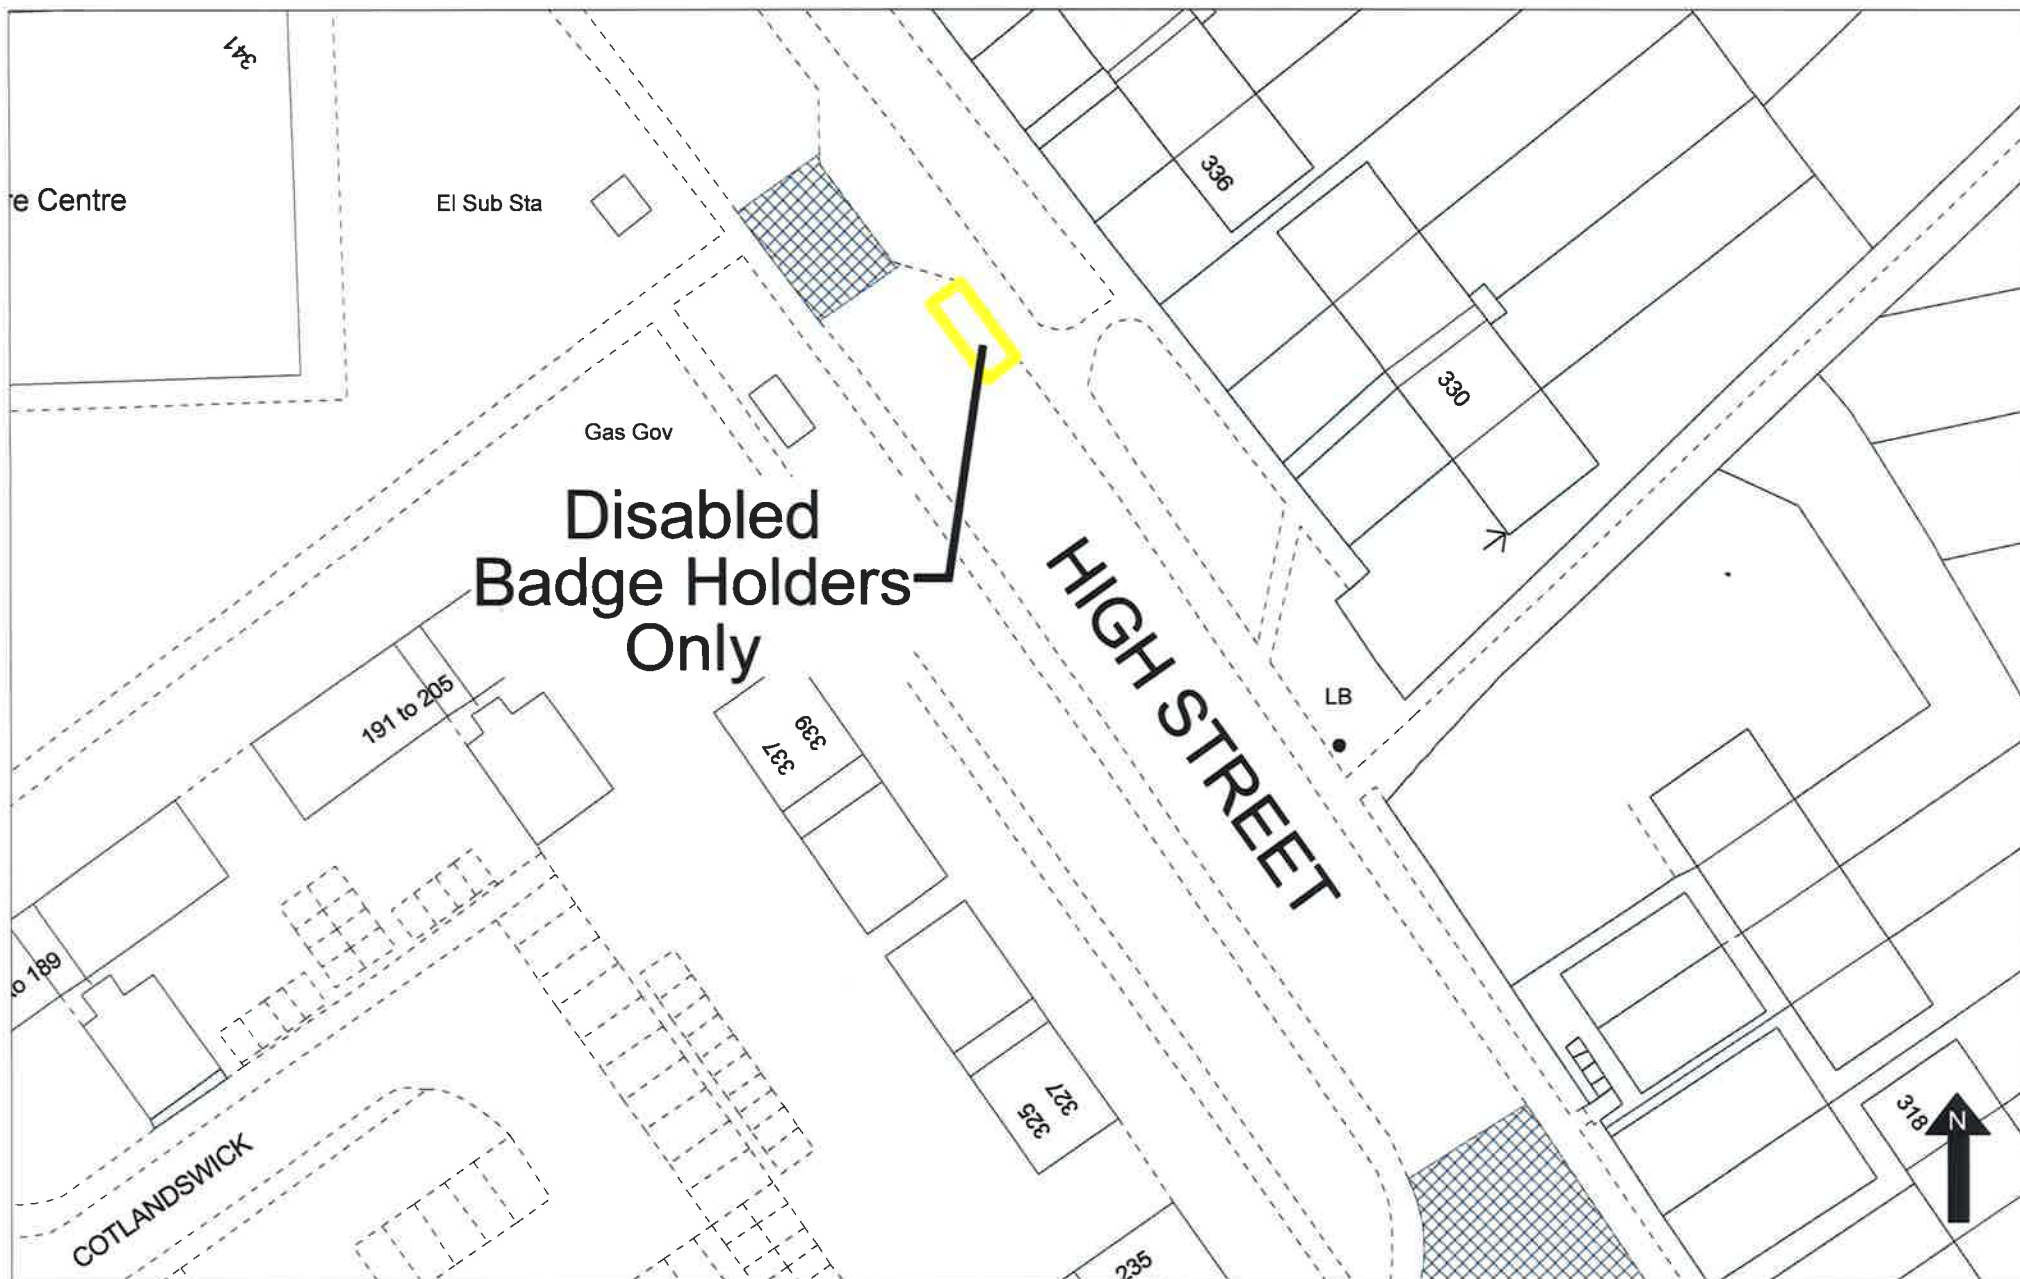 341
re Centre
El Sub Sta
336
330
Gas Gov
Disabled
Badge Holders
Only
HIGH STREET
LB
191 to 205
339
337
to 189
327
325
318
N
COTLANDSWICK
235